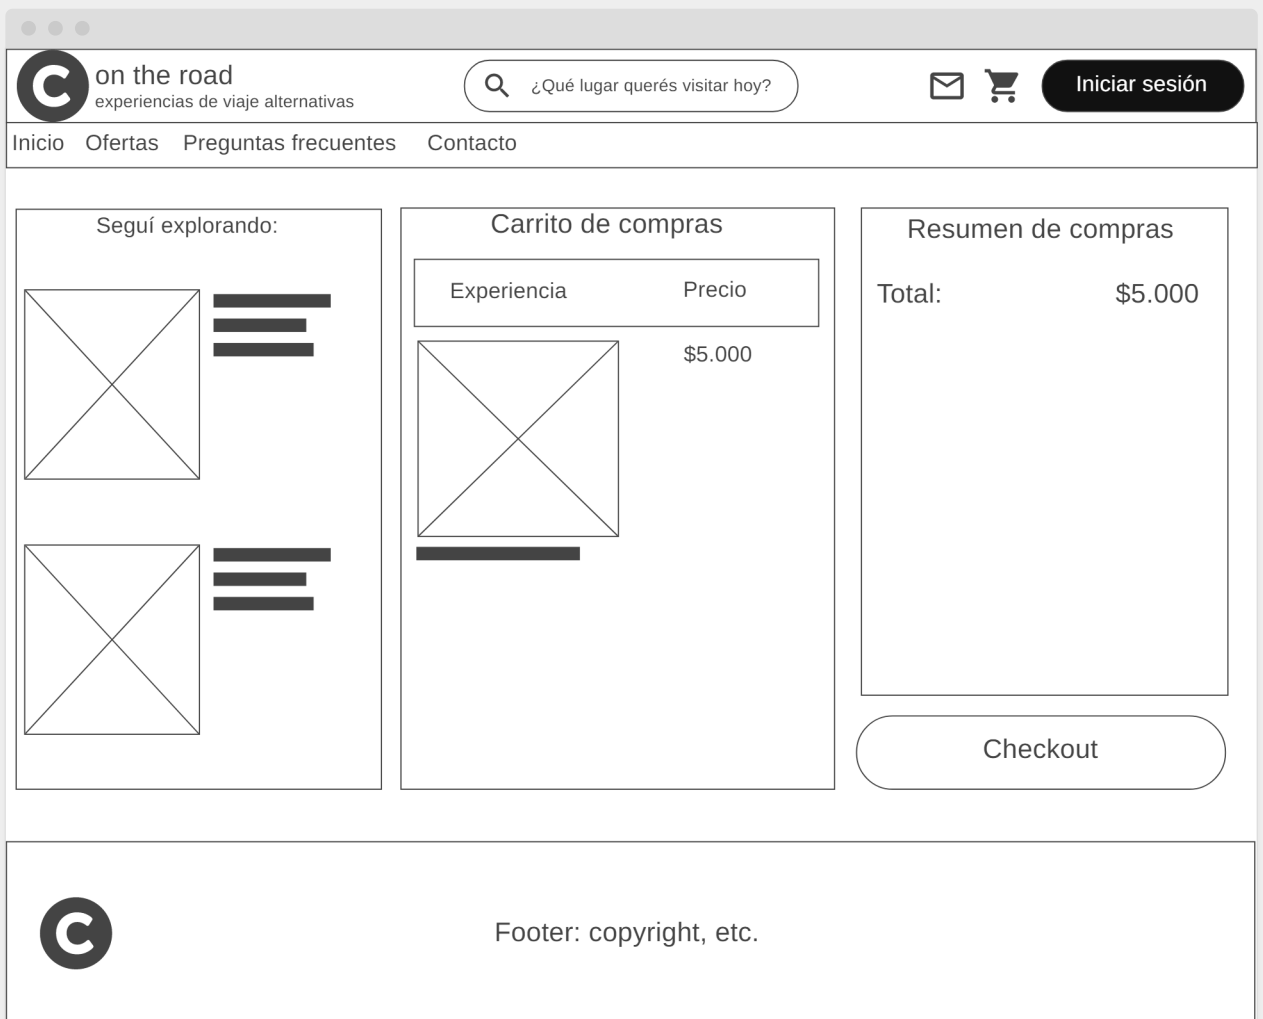 C
on the road
experiencias de viaje alternativas
¿Qué lugar querés visitar hoy?
Iniciar sesión
Inicio Ofertas Preguntas frecuentes Contacto
Seguí explorando:
Carrito de compras
Experiencia Precio
$5.000
Resumen de compras
Total: $5.000
Checkout
C
Footer: copyright, etc.